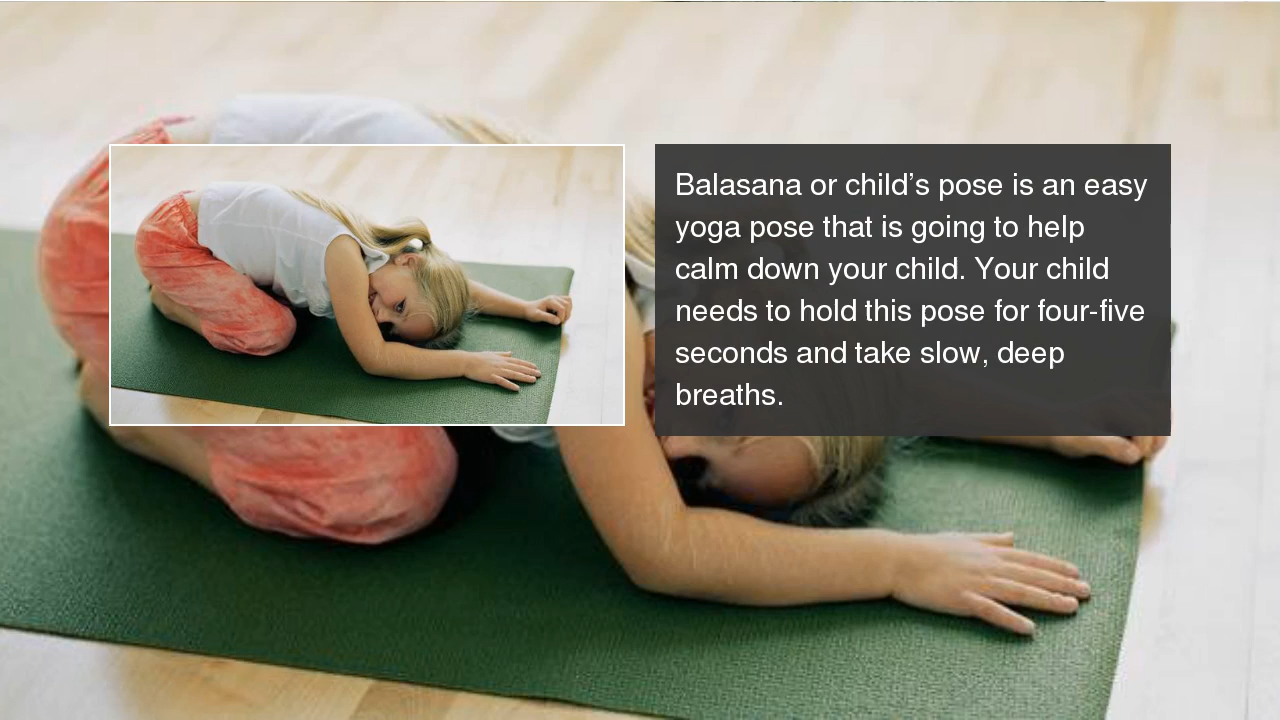 Balasana or child’s pose is an easy
yoga pose that is going to help
calm down your child. Your child
needs to hold this pose for four-five
seconds and take slow, deep
breaths.